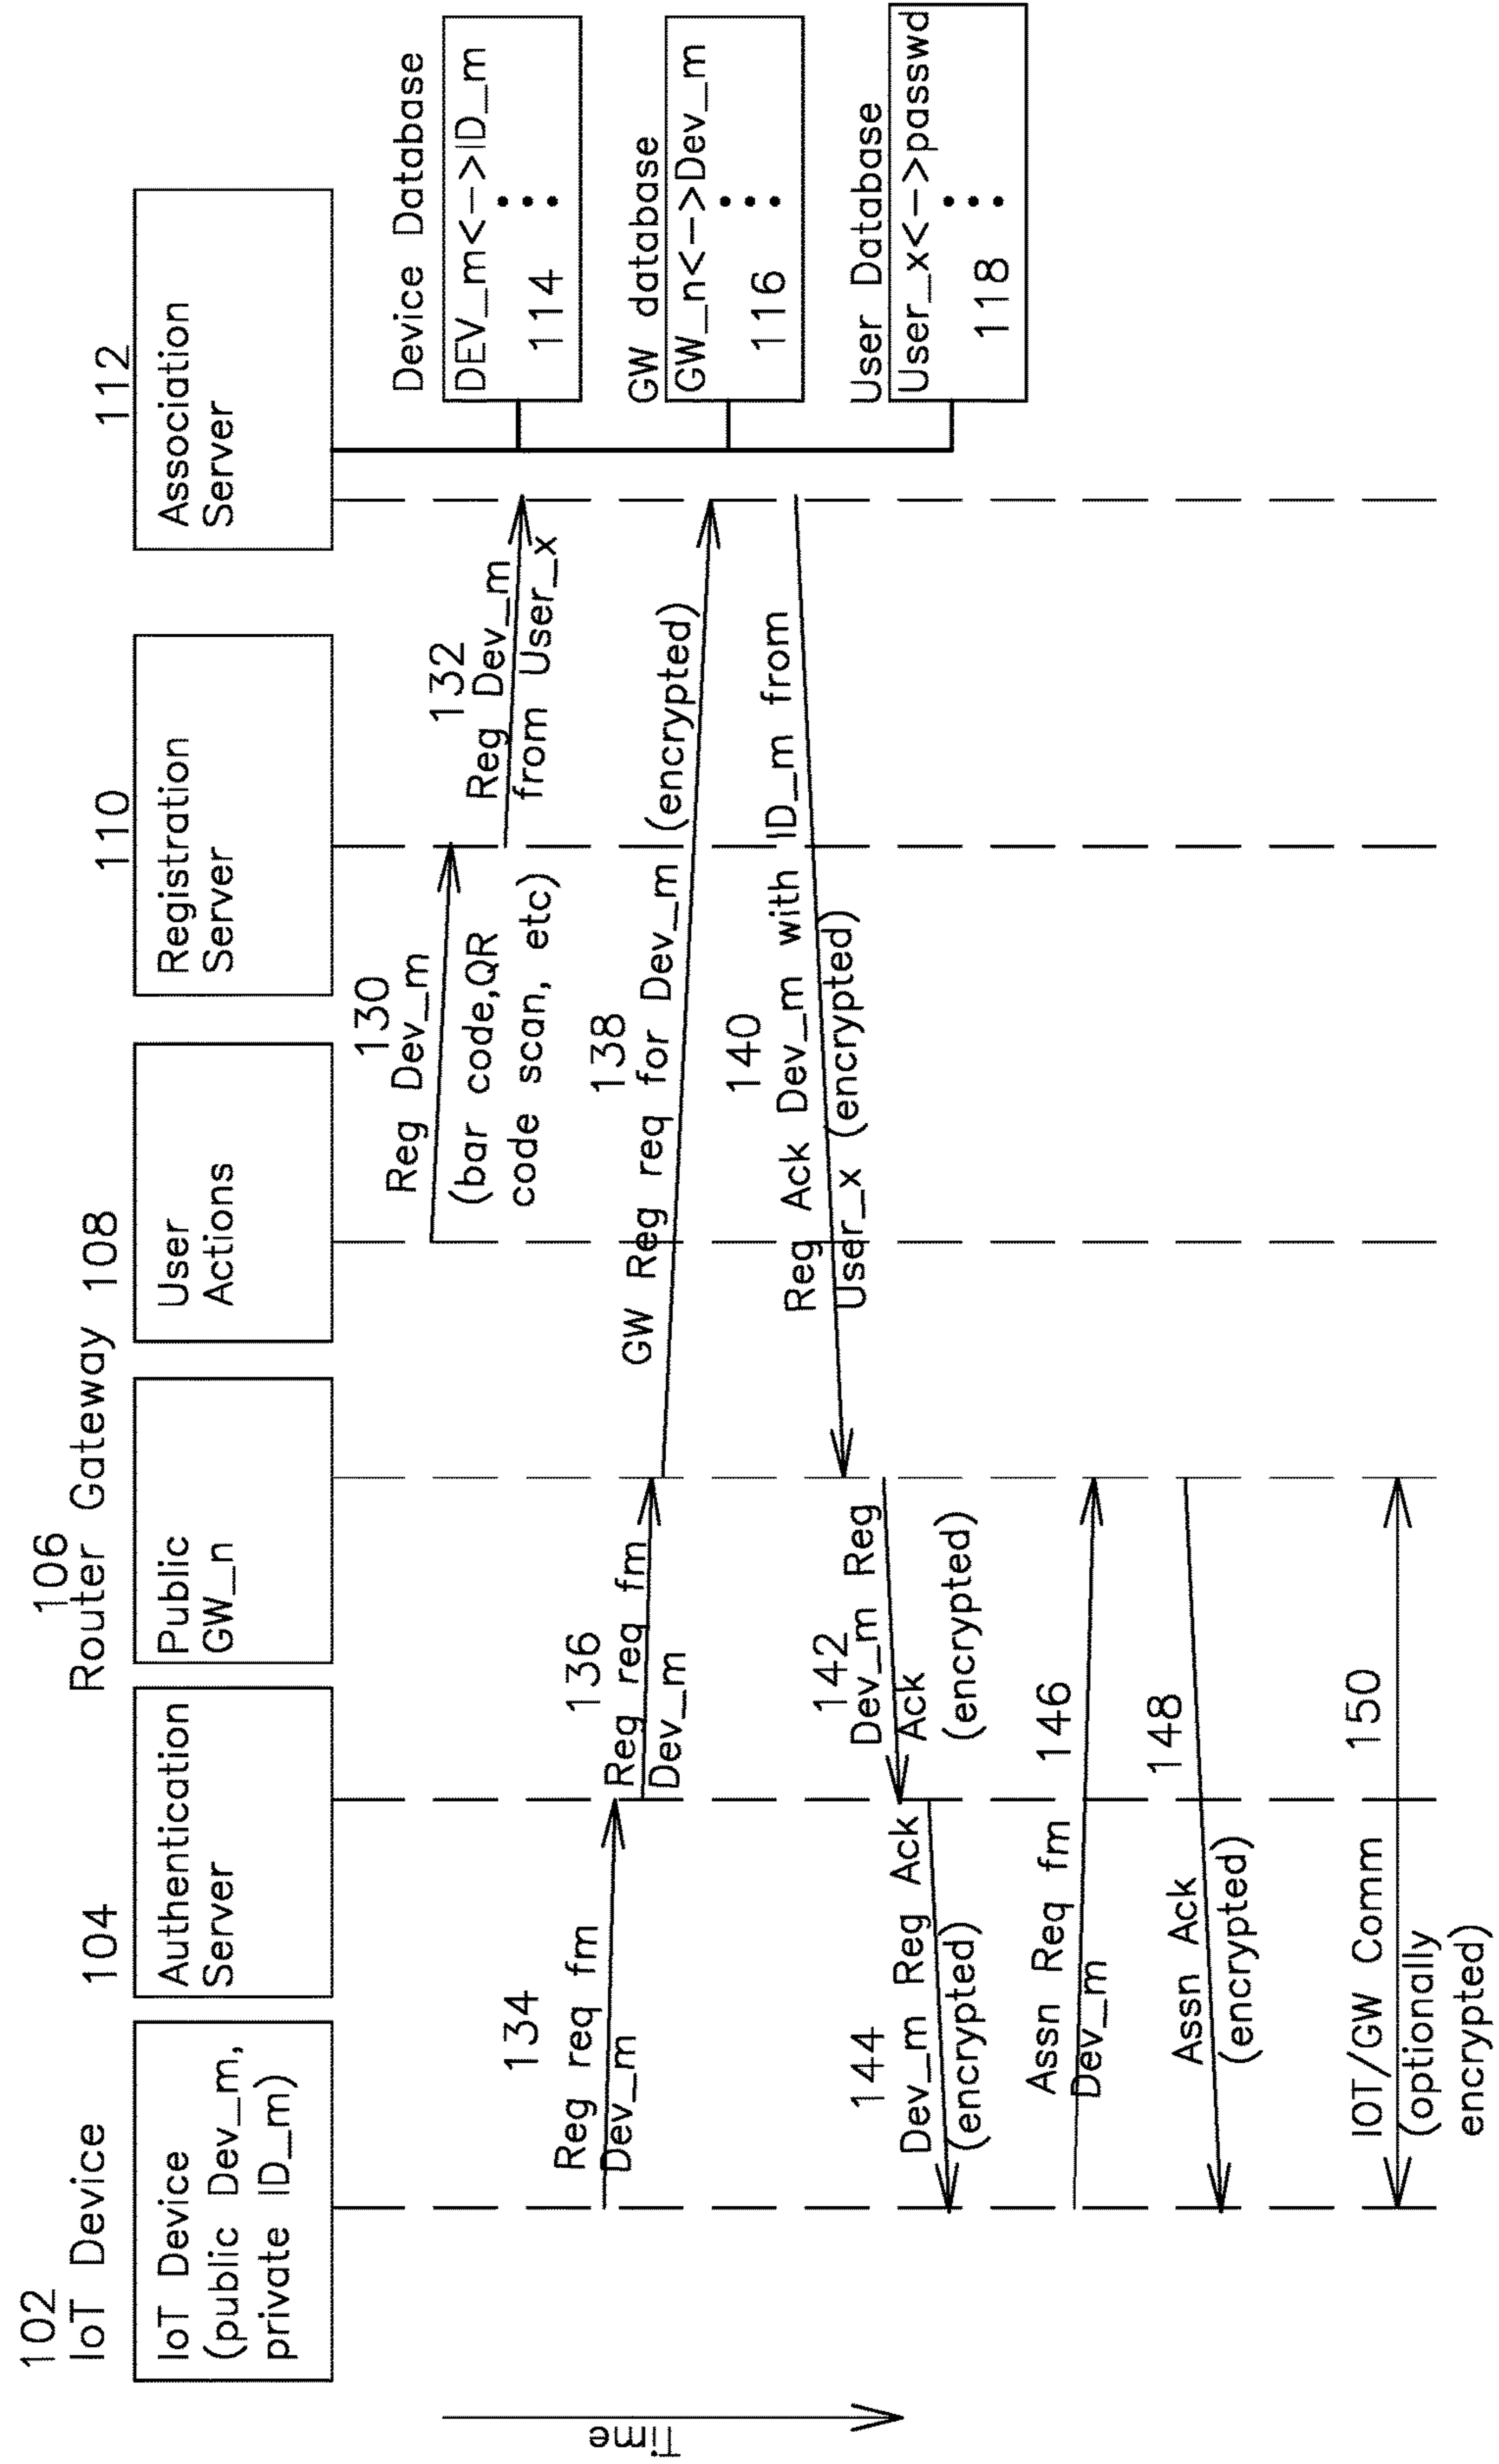 102
IoT Device
IoT Device
(public Dev_m,
private ID_m)
104
Authentication
Server
106
Router Gateway
Public
GW_n
108
User
Actions
110
Registration
Server
112
Association
Server
Device Database
DEV_m<->ID_m
114
GW database
GW_n<->Dev_m
116
User Database
User_x<->passwd
118
Time
130
Reg Dev_m
(bar code,QR
code scan, etc)
132
Reg Dev_m
from User_x
134
Reg req fm
Dev_m
136
Reg req fm
Dev_m
138
GW Reg req for Dev_m (encrypted)
140
Reg Ack Dev_m with ID_m from
User_x (encrypted)
142
Dev_m Reg
Ack
(encrypted)
144
Dev_m Reg Ack
(encrypted)
146
Assn Req fm
Dev_m
148
Assn Ack
(encrypted)
150
IOT/GW Comm
(optionally
encrypted)